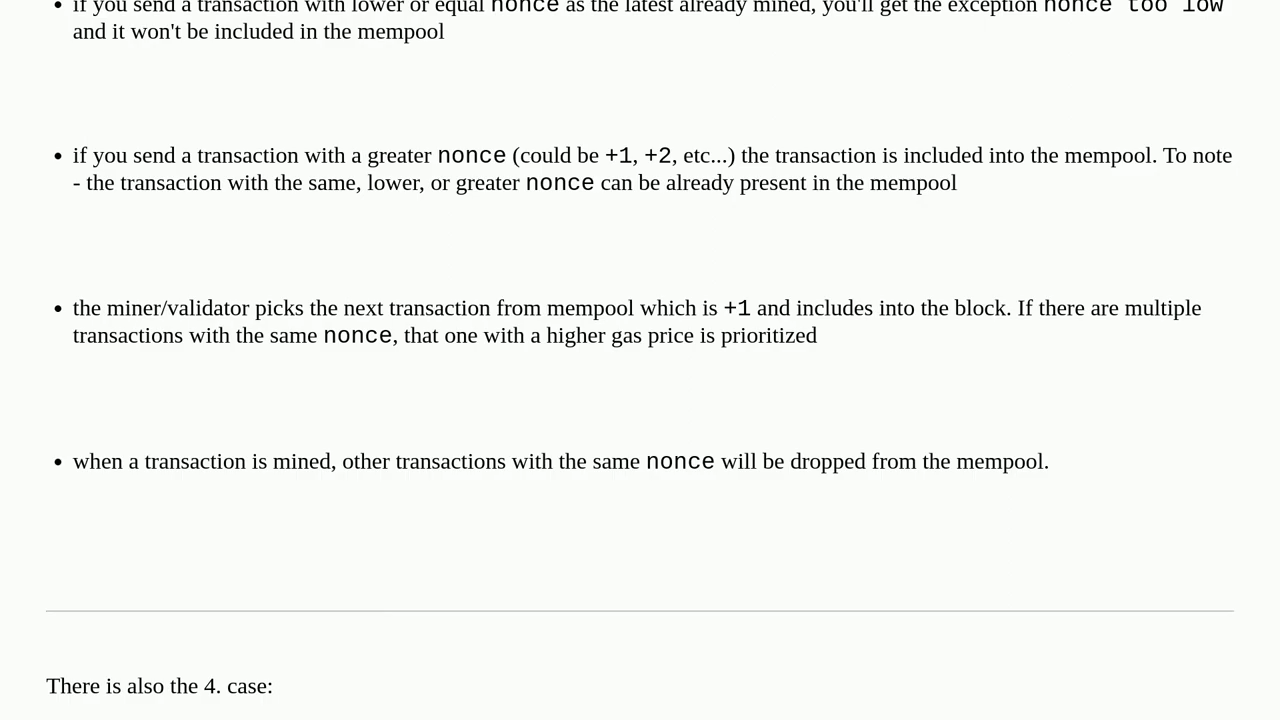 • if you send a transaction with lower or equal nonce as the latest already mined, you'll get the exception nonce too low
and it won't be included in the mempool
• if you send a transaction with a greater nonce (could be +1, +2, etc...) the transaction is included into the mempool. To note
- the transaction with the same, lower, or greater nonce can be already present in the mempool
• the miner/validator picks the next transaction from mempool which is +1 and includes into the block. If there are multiple
transactions with the same nonce, that one with a higher gas price is prioritized
• when a transaction is mined, other transactions with the same nonce will be dropped from the mempool.
There is also the 4. case: